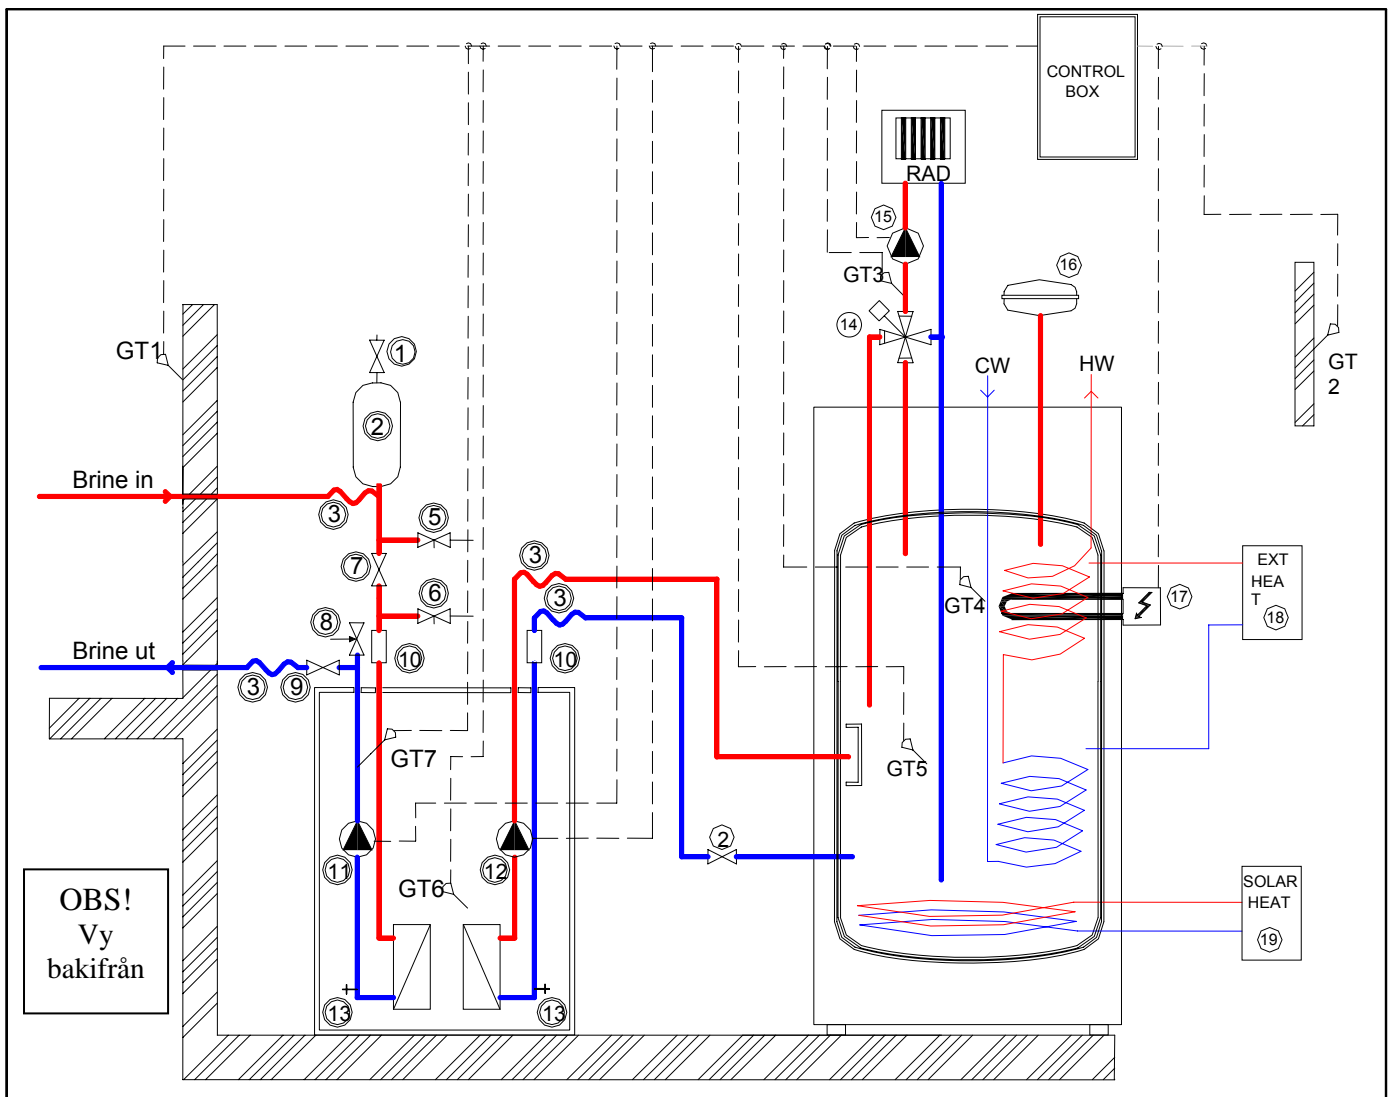 CONTROL
BOX
RAD
15
GT3
14
16
CW
HW
GT1
GT
2
1
2
Brine in
3
5
7
6
8
10
Brine ut
3
9
3
3
10
GT4
17
EXT
HEA
T
18
GT7
GT5
11
12
2
GT6
13
13
SOLAR
HEAT
19
OBS!
Vy
bakifrån